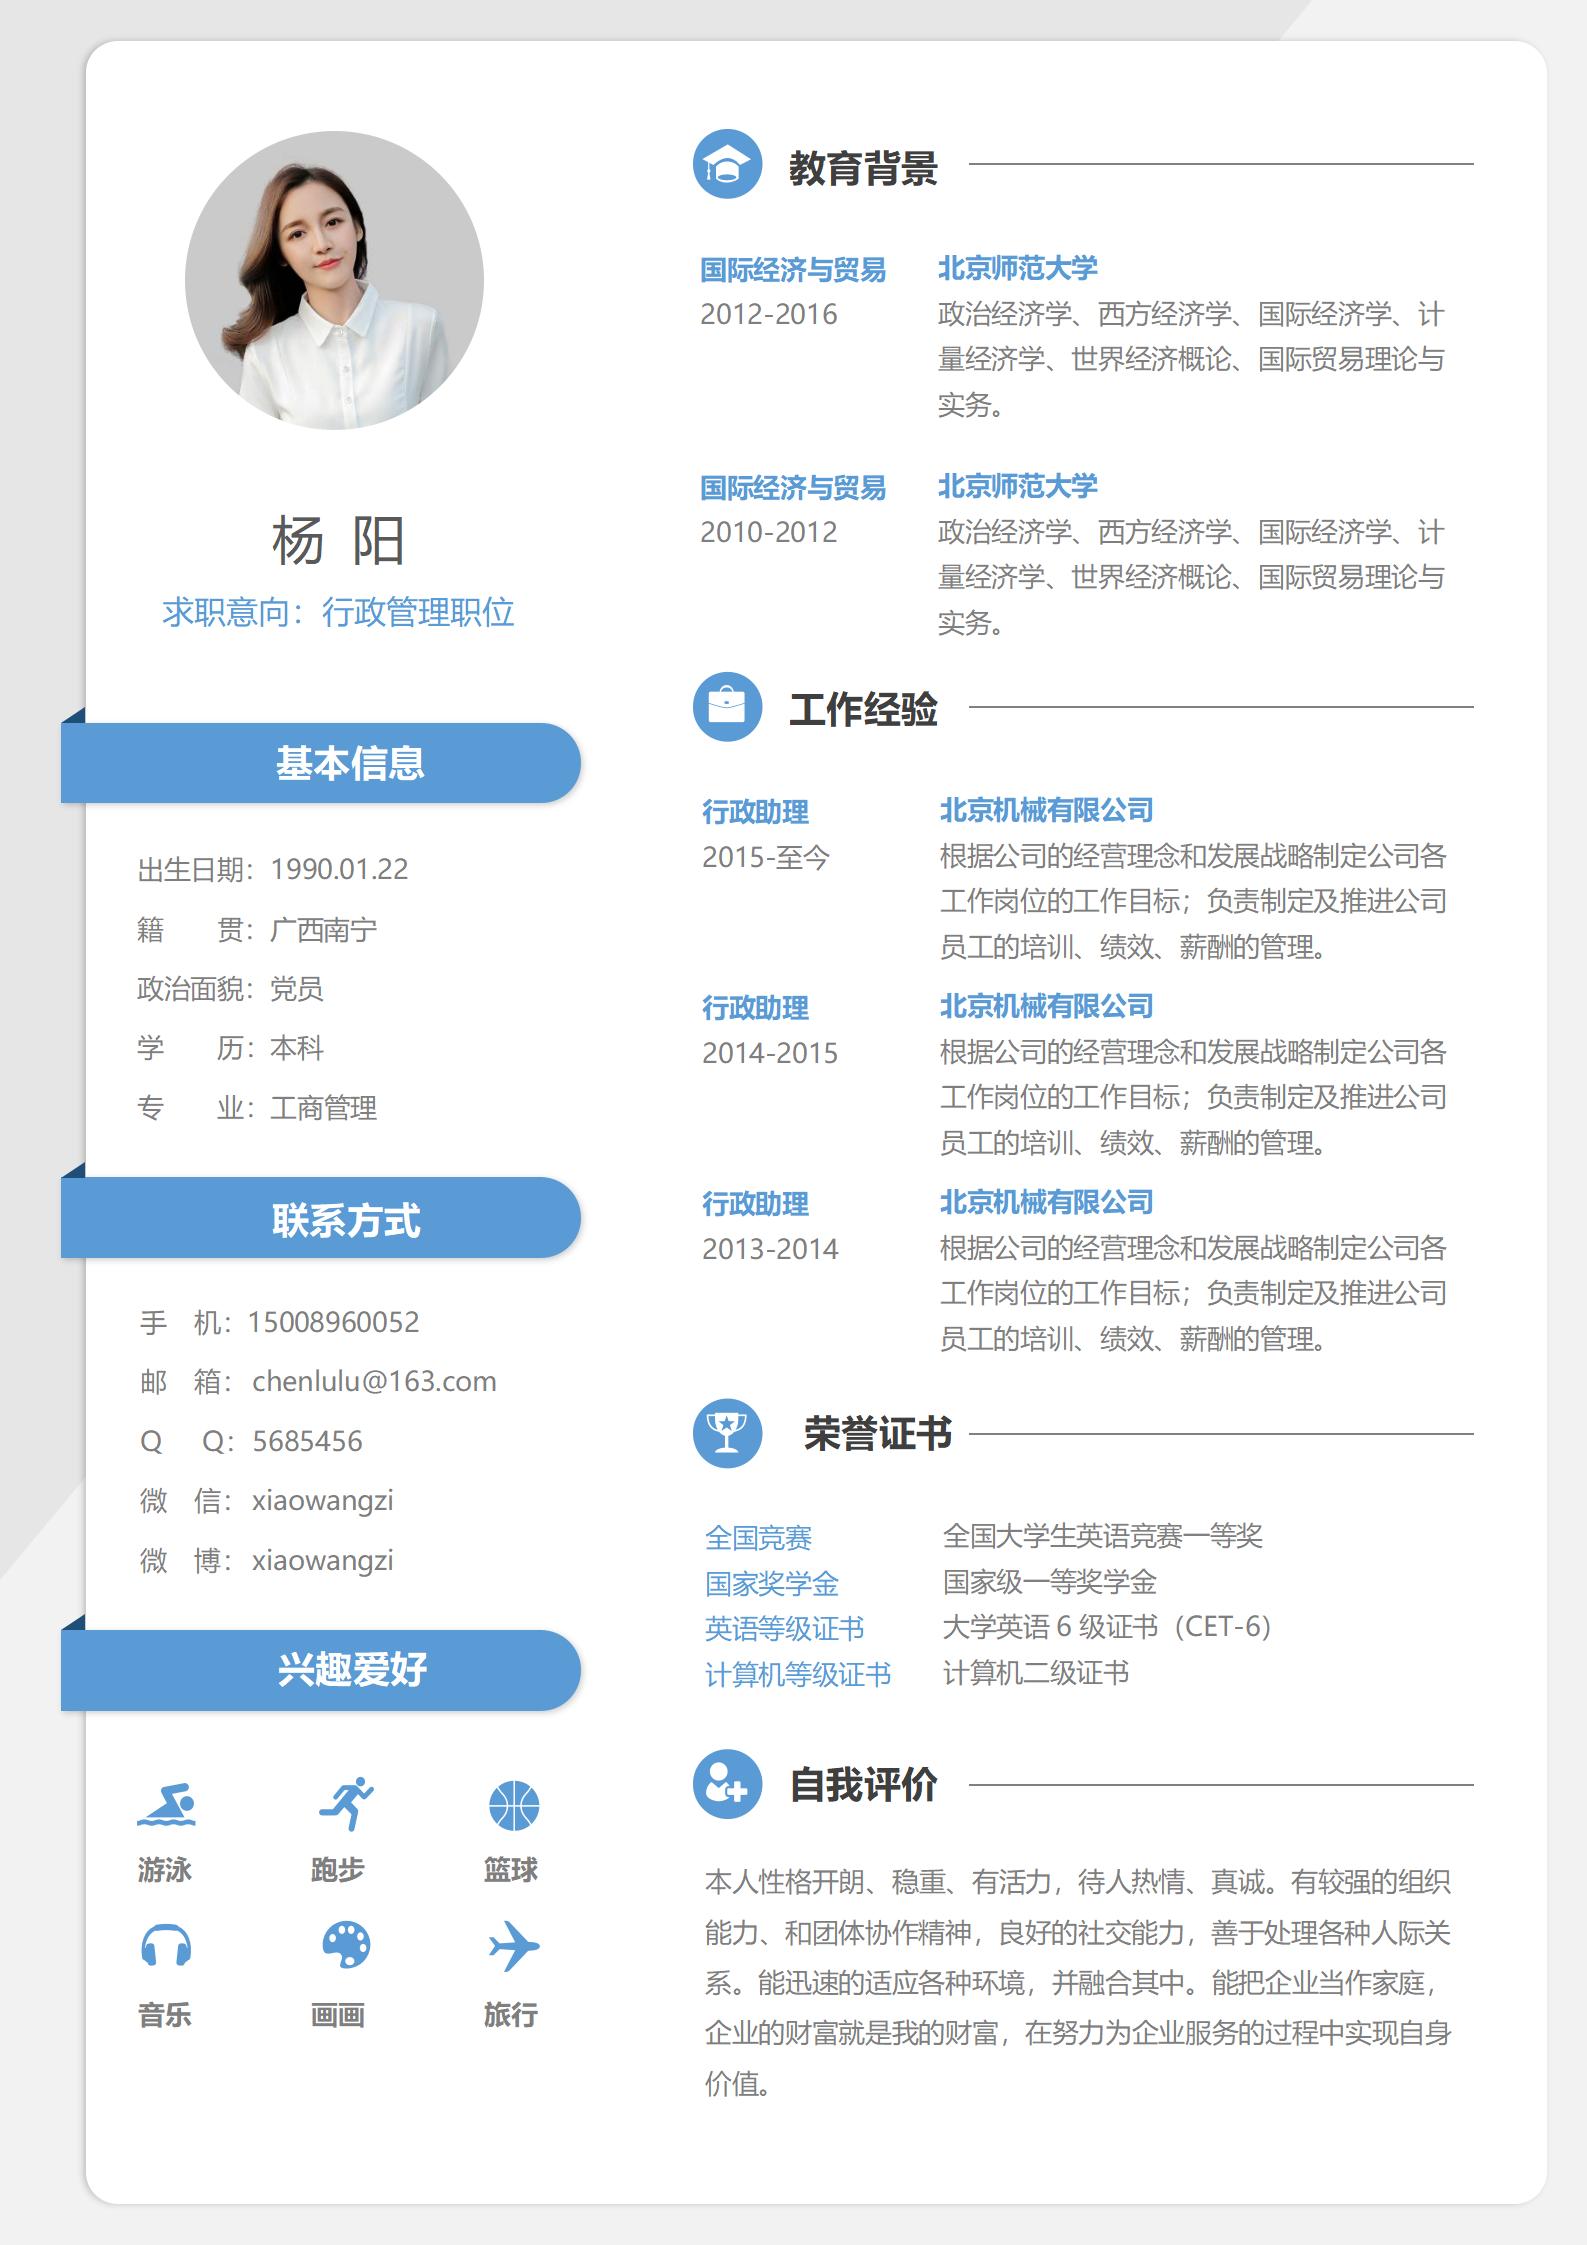 杨 阳
求职意向：行政管理职位
基本信息
出生日期：1990.01.22
籍　　贯：广西南宁
政治面貌：党员
学　　历：本科
专　　业：工商管理
联系方式
手　机：15008960052
邮　箱：chenlulu@163.com
Q　Q：5685456
微　信：xiaowangzi
微　博：xiaowangzi
兴趣爱好
游泳 跑步 篮球
音乐 画画 旅行
教育背景
国际经济与贸易 北京师范大学
2012-2016 政治经济学、西方经济学、国际经济学、计
量经济学、世界经济概论、国际贸易理论与
实务。
国际经济与贸易 北京师范大学
2010-2012 政治经济学、西方经济学、国际经济学、计
量经济学、世界经济概论、国际贸易理论与
实务。
工作经验
行政助理 北京机械有限公司
2015-至今 根据公司的经营理念和发展战略制定公司各
工作岗位的工作目标；负责制定及推进公司
员工的培训、绩效、薪酬的管理。
行政助理 北京机械有限公司
2014-2015 根据公司的经营理念和发展战略制定公司各
工作岗位的工作目标；负责制定及推进公司
员工的培训、绩效、薪酬的管理。
行政助理 北京机械有限公司
2013-2014 根据公司的经营理念和发展战略制定公司各
工作岗位的工作目标；负责制定及推进公司
员工的培训、绩效、薪酬的管理。
荣誉证书
全国竞赛 全国大学生英语竞赛一等奖
国家奖学金 国家级一等奖学金
英语等级证书 大学英语 6 级证书（CET-6）
计算机等级证书 计算机二级证书
自我评价
本人性格开朗、稳重、有活力，待人热情、真诚。有较强的组织
能力、和团体协作精神，良好的社交能力，善于处理各种人际关
系。能迅速的适应各种环境，并融合其中。能把企业当作家庭，
企业的财富就是我的财富，在努力为企业服务的过程中实现自身
价值。